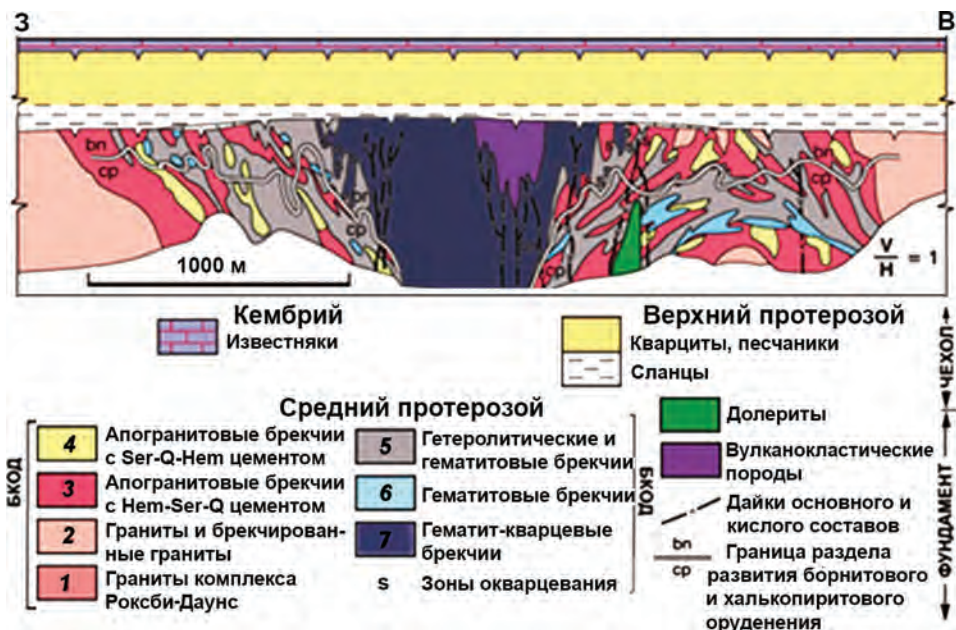 З
В
bn
cp
s
bn
cp
bn
cp
cp
1000 м
V
H = 1
Кембрий
Известняки
Верхний протерозой
Кварциты, песчаники
Сланцы
ЧЕХОЛ
ФУНДАМЕНТ
Средний протерозой
БКОД
4 Апогранитовые брекчии
с Ser-Q-Hem цементом
3 Апогранитовые брекчии
с Hem-Ser-Q цементом
2 Граниты и брекчирован-
ные граниты
1 Граниты комплекса
Роксби-Даунс
5 Гетеролитические и
гематитовые брекчии
6 Гематитовые брекчии
7 Гематит-кварцевые
брекчии
s Зоны окварцевания
БКОД
Долериты
Вулканокластические
породы
Дайки основного и
кислого составов
bn
cp
Граница раздела
развития борнитового
и халькопиритового
оруденения